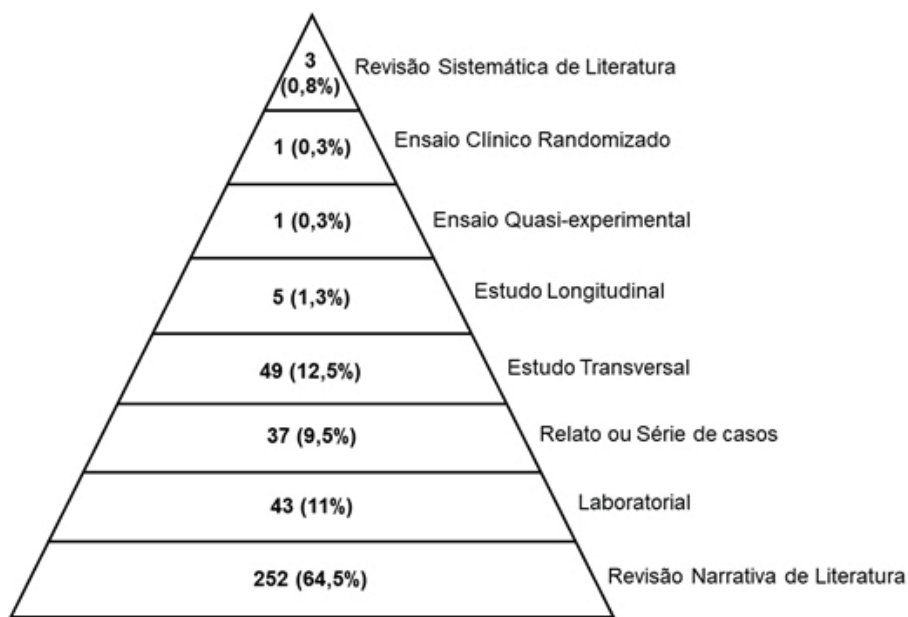 3
(0,8%)
Revisão Sistemática de Literatura
1 (0,3%)
Ensaio Clínico Randomizado
1 (0,3%)
Ensaio Quasi-experimental
5 (1,3%)
Estudo Longitudinal
49 (12,5%)
Estudo Transversal
37 (9,5%)
Relato ou Série de casos
43 (11%)
Laboratorial
252 (64,5%)
Revisão Narrativa de Literatura